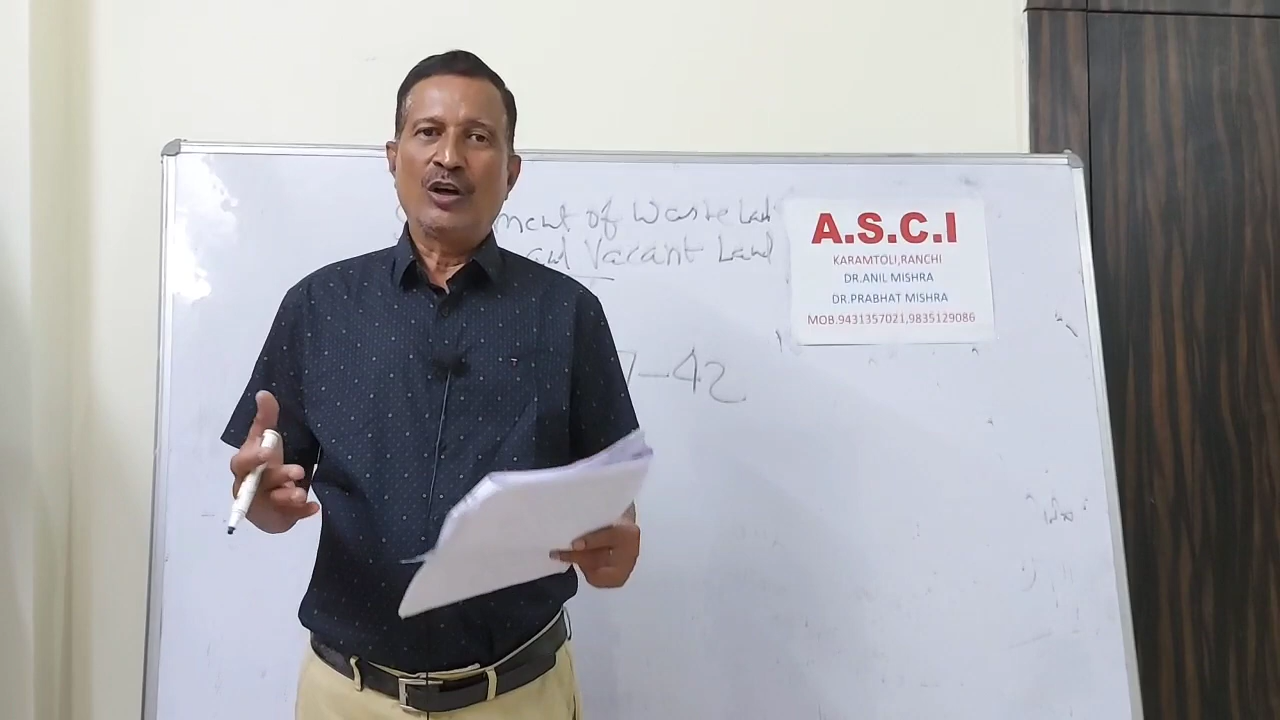 ment of Waste Land
and Vacant Land
7-42
A.S.C.I
KARAMTOLI,RANCHI
DR.ANIL MISHRA
DR.PRABHAT MISHRA
MOB.9431357021,9835129086